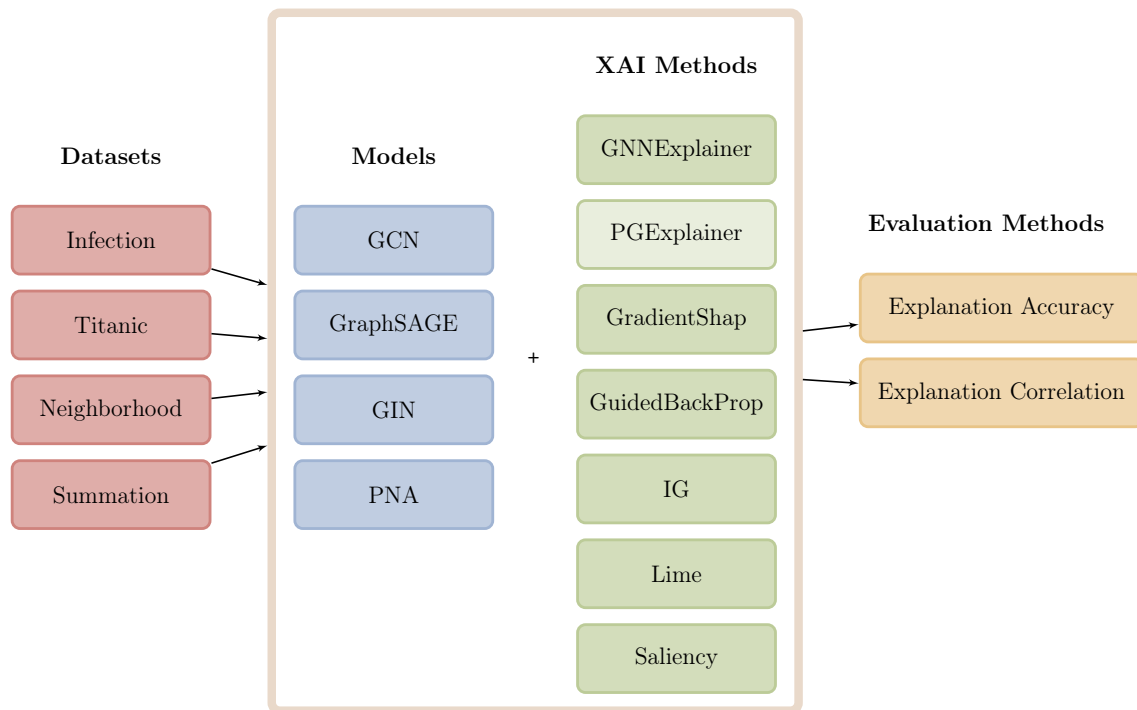 Datasets
Infection
Titanic
Neighborhood
Summation
Models
GCN
GraphSAGE
GIN
PNA
+
XAI Methods
GNNExplainer
PGExplainer
GradientShap
GuidedBackProp
IG
Lime
Saliency
Evaluation Methods
Explanation Accuracy
Explanation Correlation